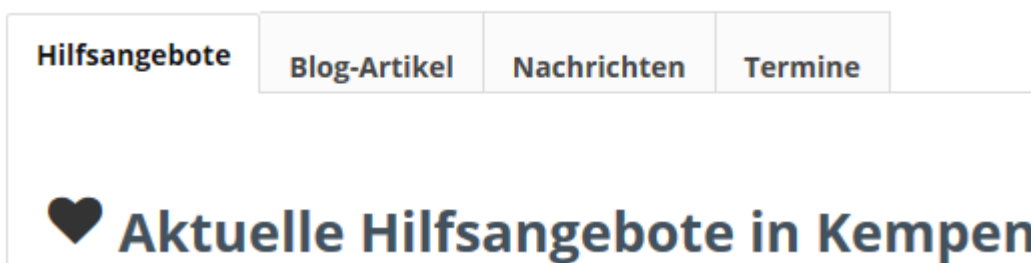 Hilfsangebote Blog-Artikel Nachrichten Termine
Aktuelle Hilfsangebote in Kempen